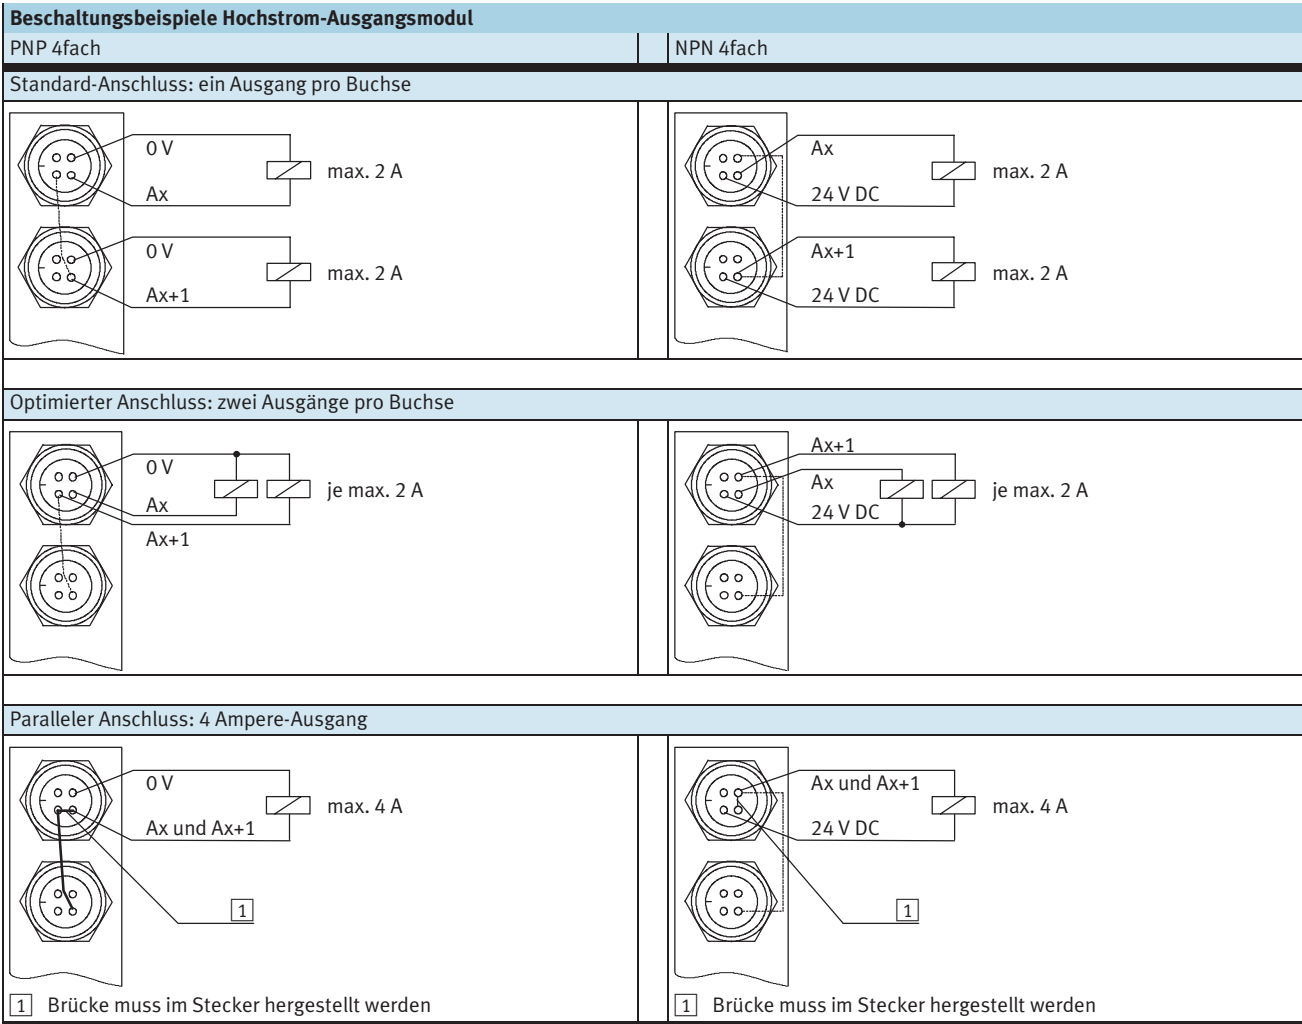 Beschaltungsbeispiele Hochstrom-Ausgangsmodul
PNP 4fach
NPN 4fach
Standard-Anschluss: ein Ausgang pro Buchse
0 V
Ax
max. 2 A
0 V
Ax+1
max. 2 A
Ax
24 V DC
max. 2 A
Ax+1
24 V DC
max. 2 A
Optimierter Anschluss: zwei Ausgänge pro Buchse
0 V
Ax
Ax+1
je max. 2 A
Ax+1
Ax
24 V DC
je max. 2 A
Paralleler Anschluss: 4 Ampere-Ausgang
0 V
Ax und Ax+1
max. 4 A
1
1 Brücke muss im Stecker hergestellt werden
Ax und Ax+1
24 V DC
max. 4 A
1
1 Brücke muss im Stecker hergestellt werden